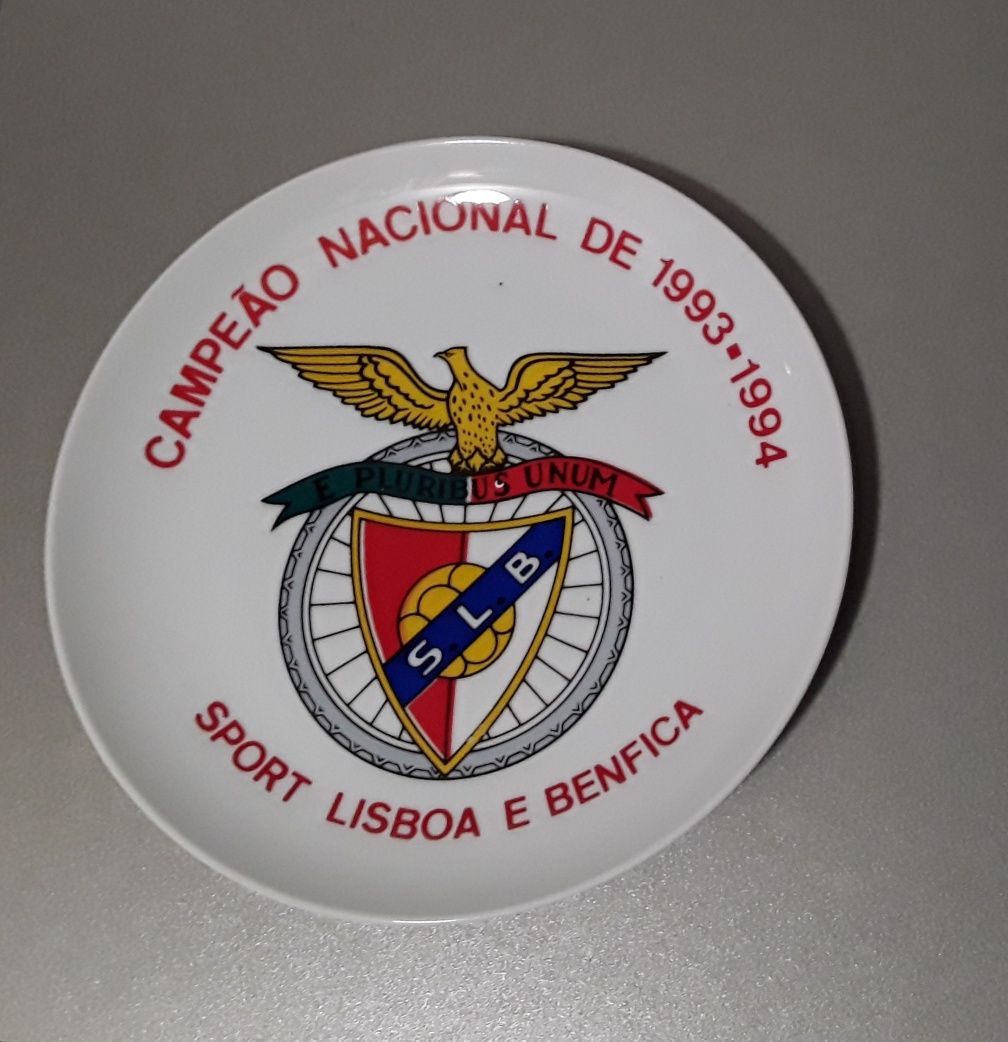 CAMPEÃO NACIONAL DE 1993▪1994
E PLURIBUS UNUM
S. L. B.
SPORT LISBOA E BENFICA